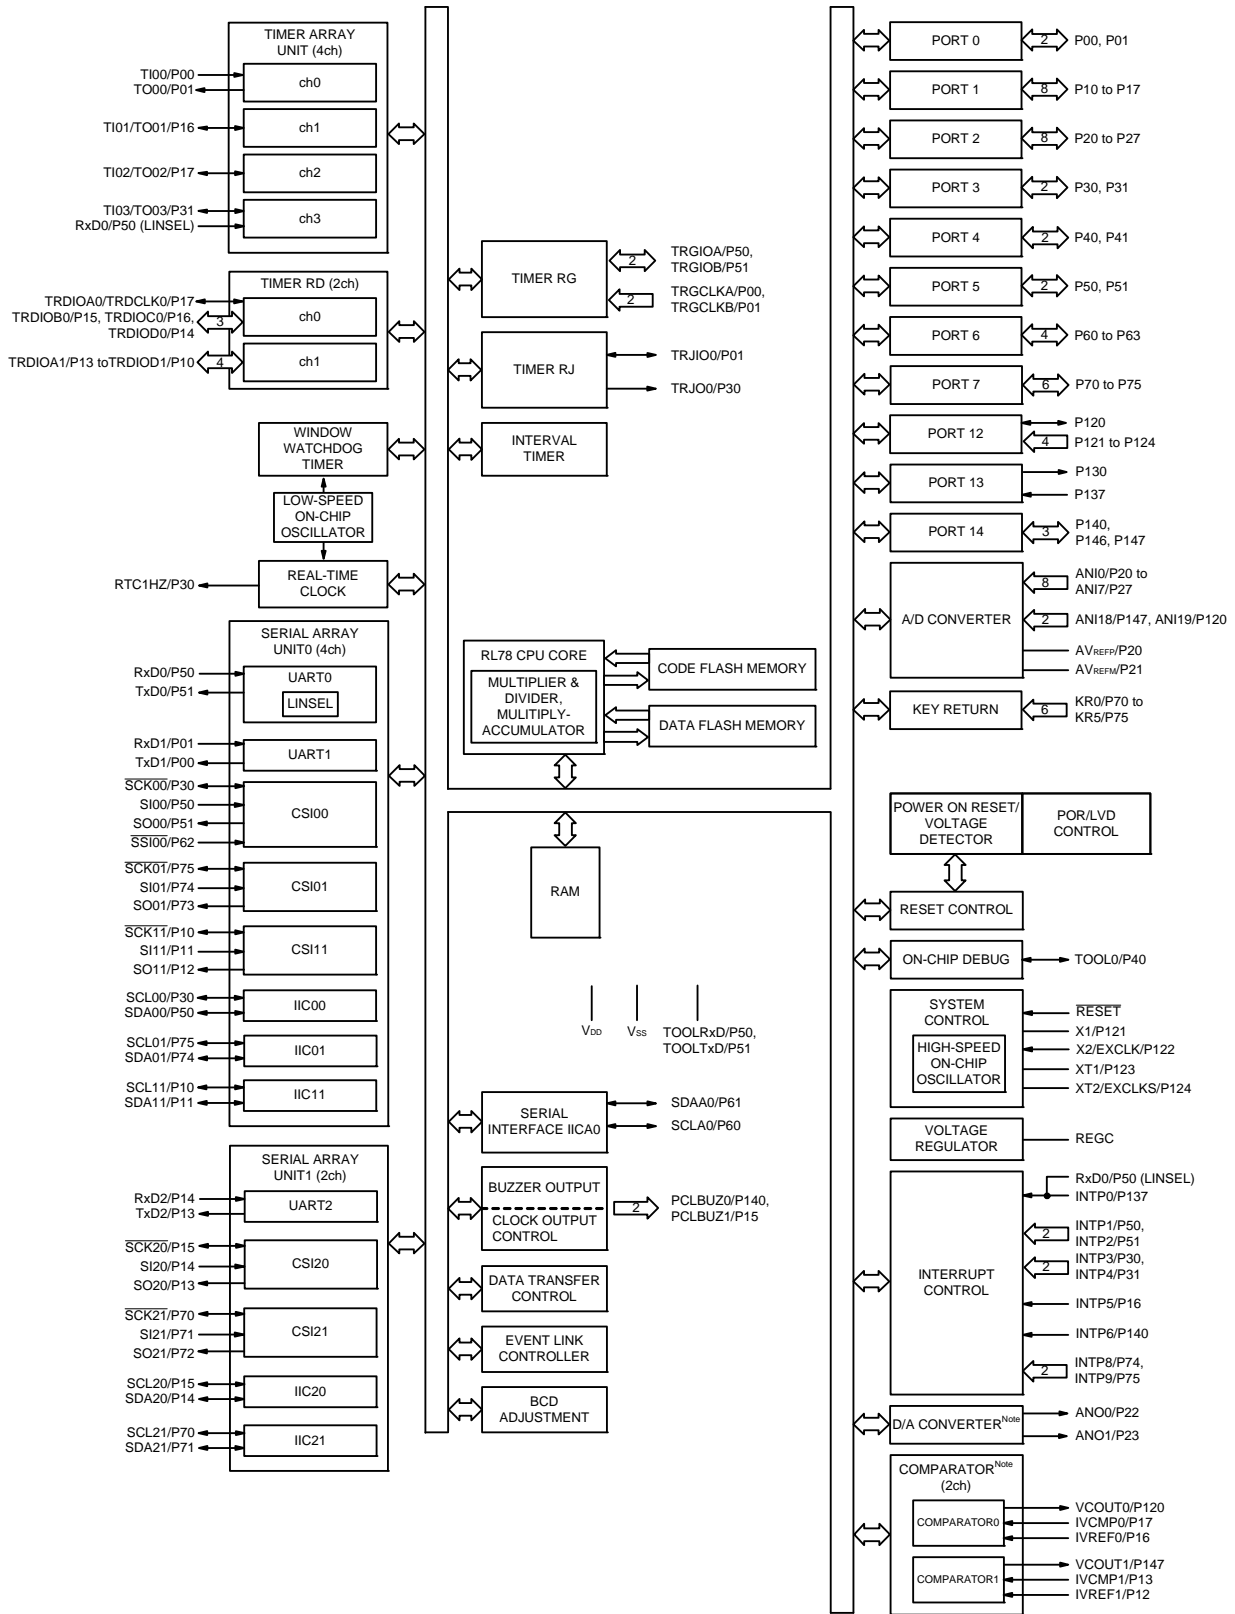 TIMER ARRAY
UNIT (4ch)
TI00/P00
TO00/P01
ch0
TI01/TO01/P16
ch1
TI02/TO02/P17
ch2
TI03/TO03/P31
RxD0/P50 (LINSEL)
ch3
TIMER RD (2ch)
TRDIOA0/TRDCLK0/P17
TRDIOB0/P15, TRDIOC0/P16,
TRDIOD0/P14
3
ch0
TRDIOA1/P13 toTRDIOD1/P10
4
ch1
WINDOW
WATCHDOG
TIMER
LOW-SPEED
ON-CHIP
OSCILLATOR
RTC1HZ/P30
REAL-TIME
CLOCK
SERIAL ARRAY
UNIT0 (4ch)
RxD0/P50
TxD0/P51
UART0
LINSEL
RxD1/P01
TxD1/P00
UART1
SCK00/P30
SI00/P50
SO00/P51
SSI00/P62
CSI00
SCK01/P75
SI01/P74
SO01/P73
CSI01
SCK11/P10
SI11/P11
SO11/P12
CSI11
SCL00/P30
SDA00/P50
IIC00
SCL01/P75
SDA01/P74
IIC01
SCL11/P10
SDA11/P11
IIC11
SERIAL ARRAY
UNIT1 (2ch)
RxD2/P14
TxD2/P13
UART2
SCK20/P15
SI20/P14
SO20/P13
CSI20
SCK21/P70
SI21/P71
SO21/P72
CSI21
SCL20/P15
SDA20/P14
IIC20
SCL21/P70
SDA21/P71
IIC21
TIMER RG
2
TRGIOA/P50,
TRGIOB/P51
2
TRGCLKA/P00,
TRGCLKB/P01
TIMER RJ
TRJIO0/P01
TRJO0/P30
INTERVAL
TIMER
RL78 CPU CORE
MULTIPLIER &
DIVIDER,
MULITIPLY-
ACCUMULATOR
CODE FLASH MEMORY
DATA FLASH MEMORY
RAM
VDD
VSS
TOOLRxD/P50,
TOOLTxD/P51
SERIAL
INTERFACE IICA0
SDAA0/P61
SCLA0/P60
BUZZER OUTPUT
CLOCK OUTPUT
CONTROL
2
PCLBUZ0/P140,
PCLBUZ1/P15
DATA TRANSFER
CONTROL
EVENT LINK
CONTROLLER
BCD
ADJUSTMENT
PORT 0
2
P00, P01
PORT 1
8
P10 to P17
PORT 2
8
P20 to P27
PORT 3
2
P30, P31
PORT 4
2
P40, P41
PORT 5
2
P50, P51
PORT 6
4
P60 to P63
PORT 7
6
P70 to P75
PORT 12
P120
4
P121 to P124
PORT 13
P130
P137
PORT 14
3
P140,
P146, P147
A/D CONVERTER
8
ANI0/P20 to
ANI7/P27
2
ANI18/P147, ANI19/P120
AVREFP/P20
AVREFM/P21
KEY RETURN
6
KR0/P70 to
KR5/P75
POWER ON RESET/
VOLTAGE
DETECTOR
POR/LVD
CONTROL
RESET CONTROL
ON-CHIP DEBUG
TOOL0/P40
SYSTEM
CONTROL
HIGH-SPEED
ON-CHIP
OSCILLATOR
RESET
X1/P121
X2/EXCLK/P122
XT1/P123
XT2/EXCLKS/P124
VOLTAGE
REGULATOR
REGC
INTERRUPT
CONTROL
RxD0/P50 (LINSEL)
INTP0/P137
2
INTP1/P50,
INTP2/P51
2
INTP3/P30,
INTP4/P31
INTP5/P16
INTP6/P140
2
INTP8/P74,
INTP9/P75
D/A CONVERTER Note
ANO0/P22
ANO1/P23
COMPARATOR Note
(2ch)
COMPARATOR0
VCOUT0/P120
IVCMP0/P17
IVREF0/P16
COMPARATOR1
VCOUT1/P147
IVCMP1/P13
IVREF1/P12